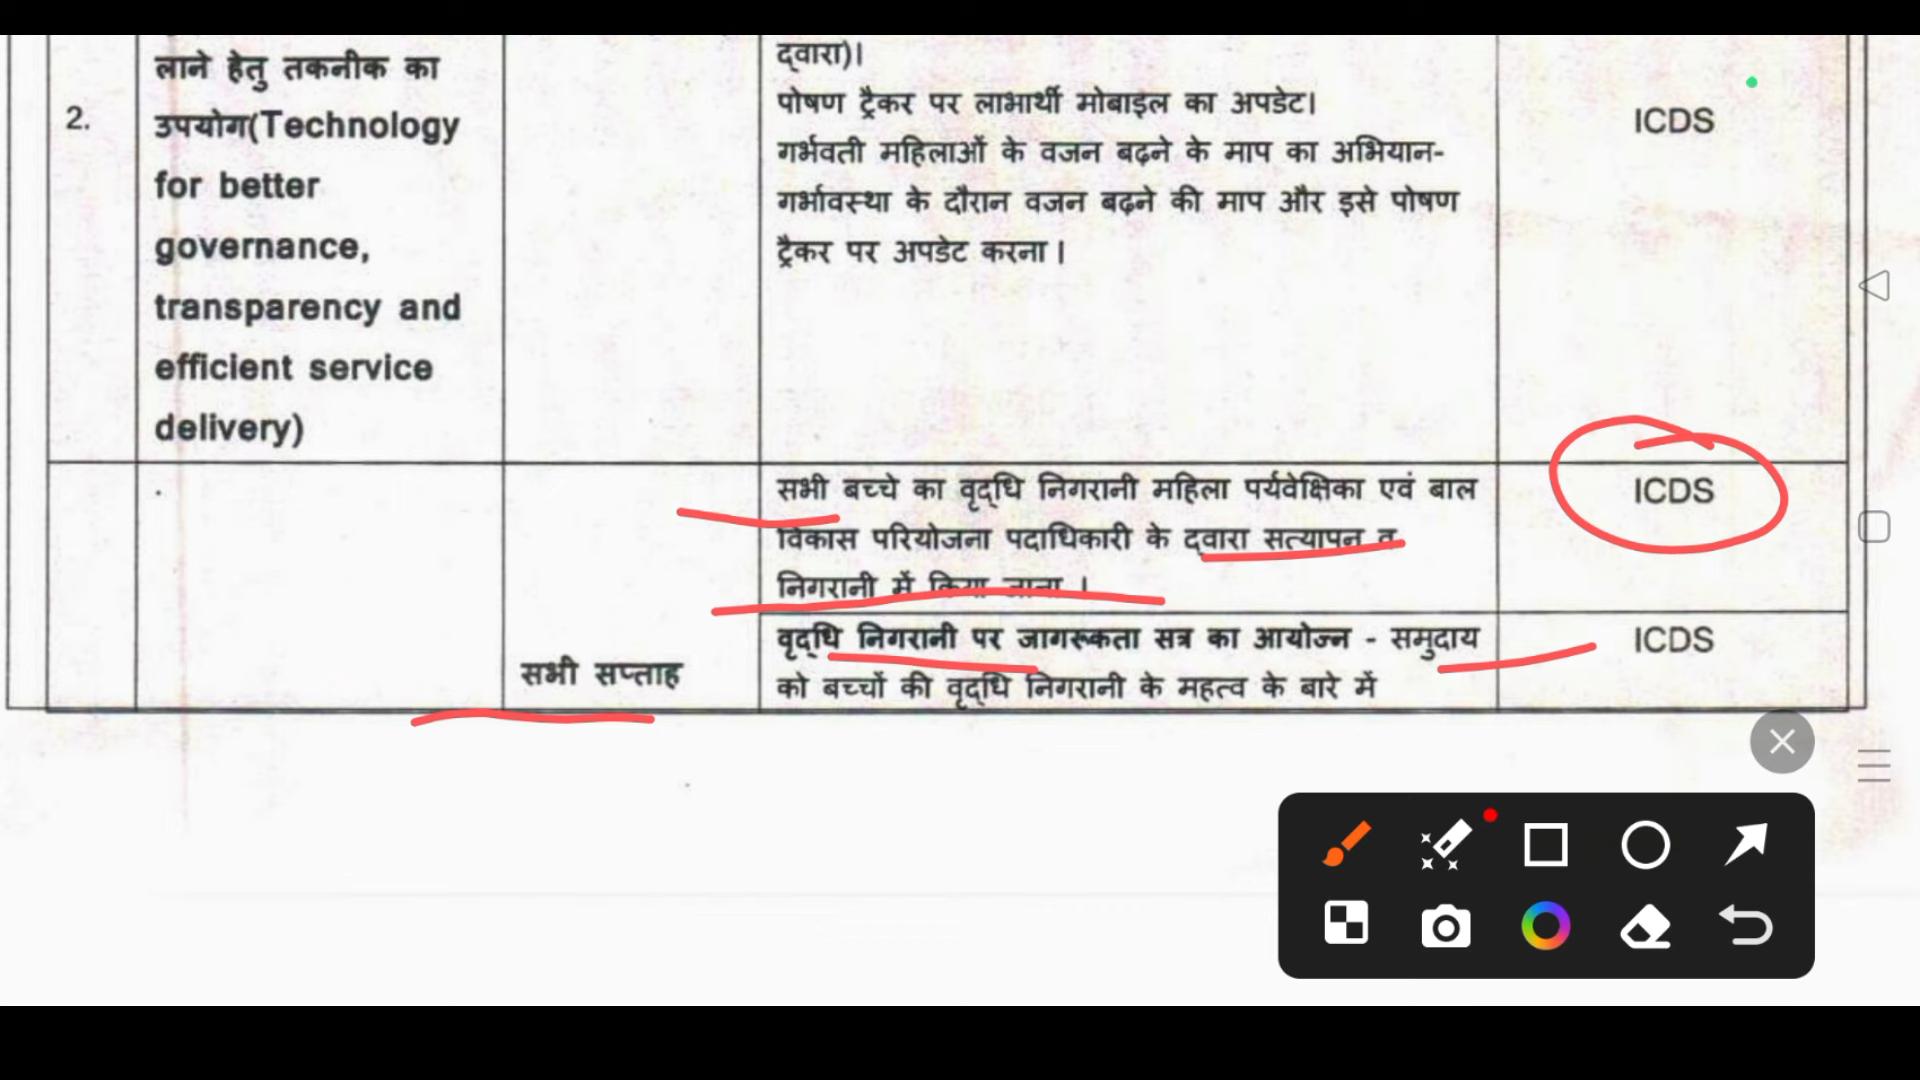 2.
लाने हेतु तकनीक का
उपयोग(Technology
for better
governance,
transparency and
efficient service
delivery)
द्वारा)।
पोषण ट्रैकर पर लाभार्थी मोबाइल का अपडेट।
गर्भवती महिलाओं के वजन बढ़ने के माप का अभियान-
गर्भावस्था के दौरान वजन बढ़ने की माप और इसे पोषण
ट्रैकर पर अपडेट करना ।
ICDS
सभी बच्चे का वृद्धि निगरानी महिला पर्यवेक्षिका एवं बाल
विकास परियोजना पदाधिकारी के द्वारा सत्यापन व
निगरानी में किया जाना ।
ICDS
सभी सप्ताह
वृद्धि निगरानी पर जागरूकता सत्र का आयोज्न - समुदाय
को बच्चों की वृद्धि निगरानी के महत्व के बारे में
ICDS